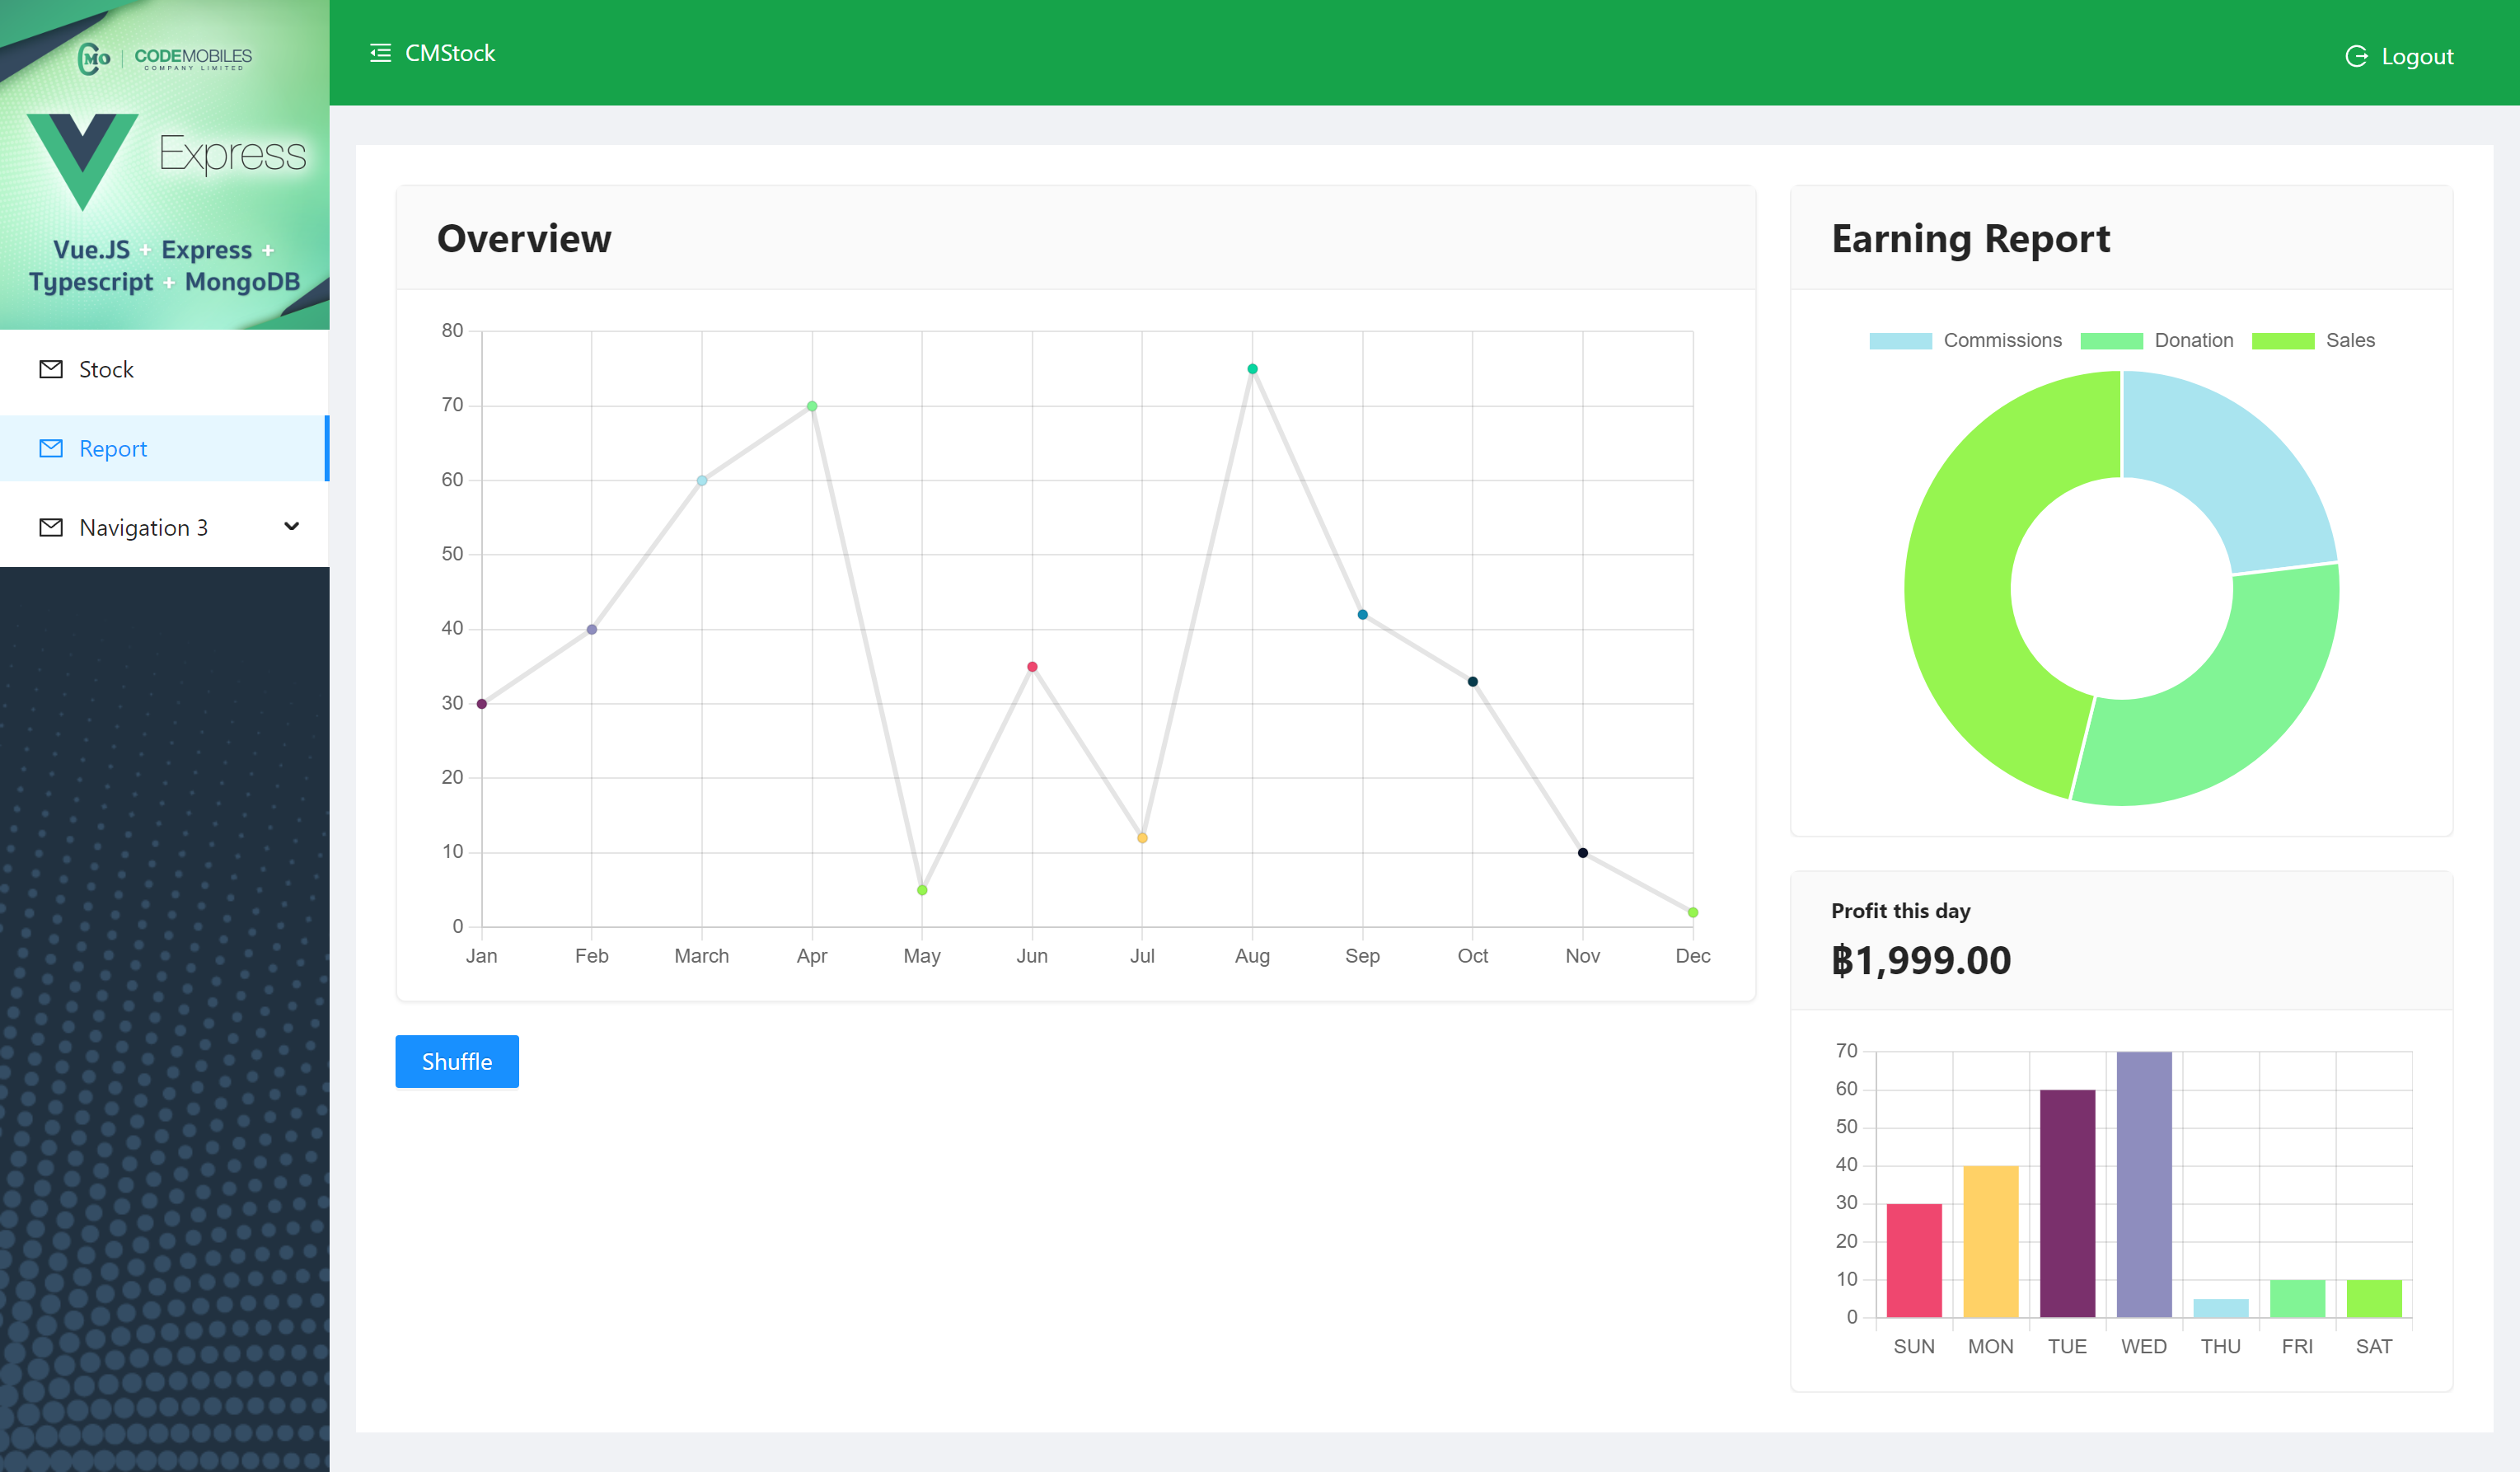 CMO | CODEMOBILES
COMPANY LIMITED
Express
Vue.JS + Express +
Typescript + MongoDB
Stock
Report
Navigation 3
CMStock
Logout
Overview
80
70
60
50
40
30
20
10
0
Jan Feb March Apr May Jun Jul Aug Sep Oct Nov Dec
Shuffle
Earning Report
Commissions Donation Sales
Profit this day
฿1,999.00
70
60
50
40
30
20
10
0
SUN MON TUE WED THU FRI SAT